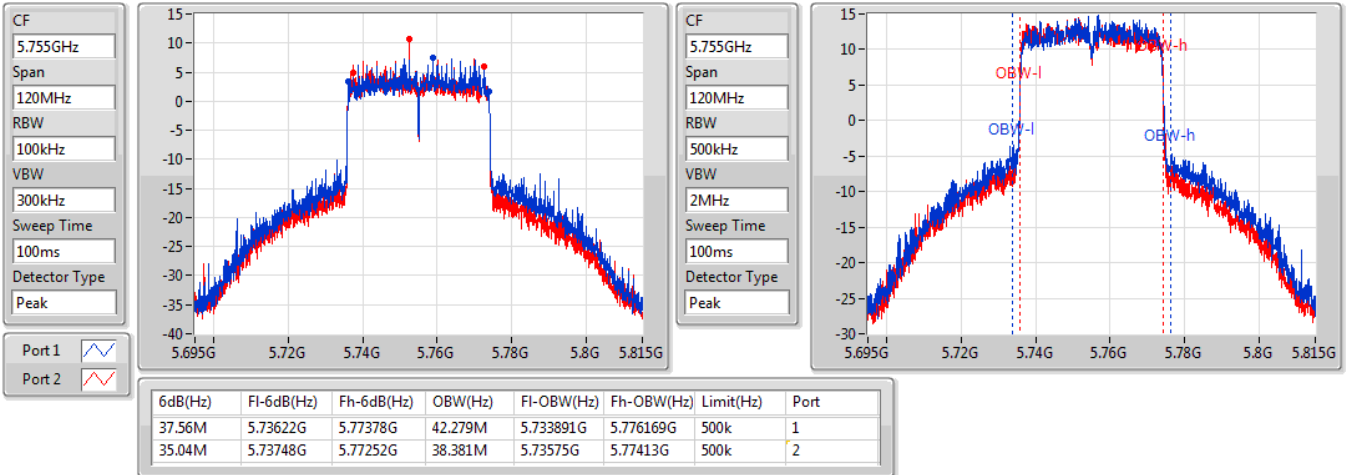 CF
5.755GHz
Span
120MHz
RBW
100kHz
VBW
300kHz
Sweep Time
100ms
Detector Type
Peak
Port 1
Port 2
15
10
5
0
-5
-10
-15
-20
-25
-30
-35
-40
5.695G 5.72G 5.74G 5.76G 5.78G 5.8G 5.815G
CF
5.755GHz
Span
120MHz
RBW
500kHz
VBW
2MHz
Sweep Time
100ms
Detector Type
Peak
15
10
5
0
-5
-10
-15
-20
-25
-30
OBW-h
OBW-l
OBW-l
OBW-h
5.695G 5.72G 5.74G 5.76G 5.78G 5.8G 5.815G
6dB(Hz) Fl-6dB(Hz) Fh-6dB(Hz) OBW(Hz) Fl-OBW(Hz) Fh-OBW(Hz) Limit(Hz) Port
37.56M 5.73622G 5.77378G 42.279M 5.733891G 5.776169G 500k 1
35.04M 5.73748G 5.77252G 38.381M 5.73575G 5.77413G 500k 2